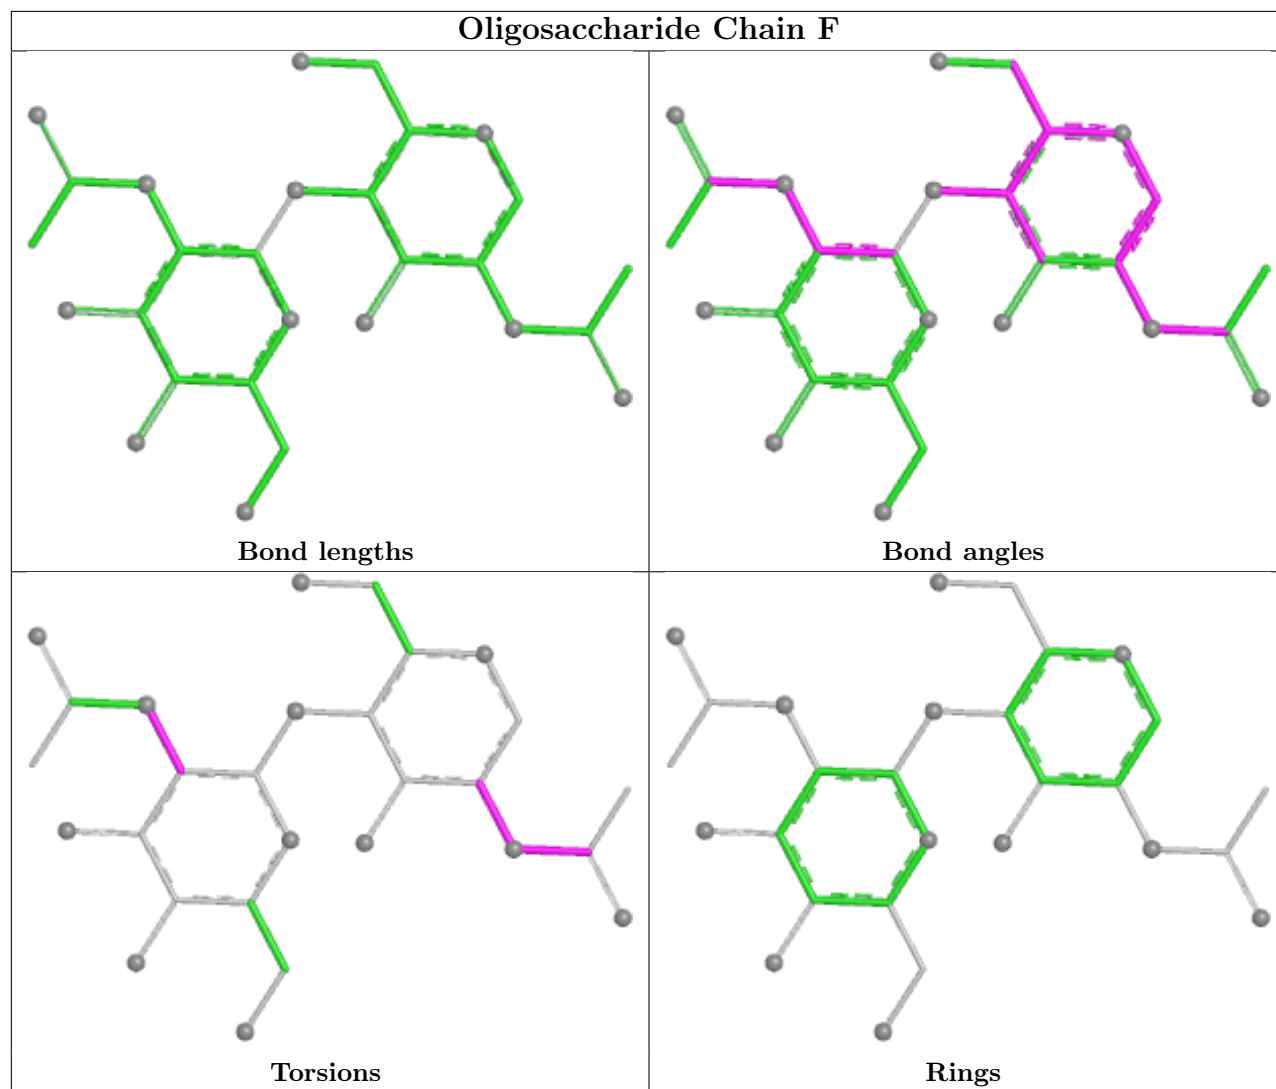 Oligosaccharide Chain F
Bond lengths
Bond angles
Torsions
Rings